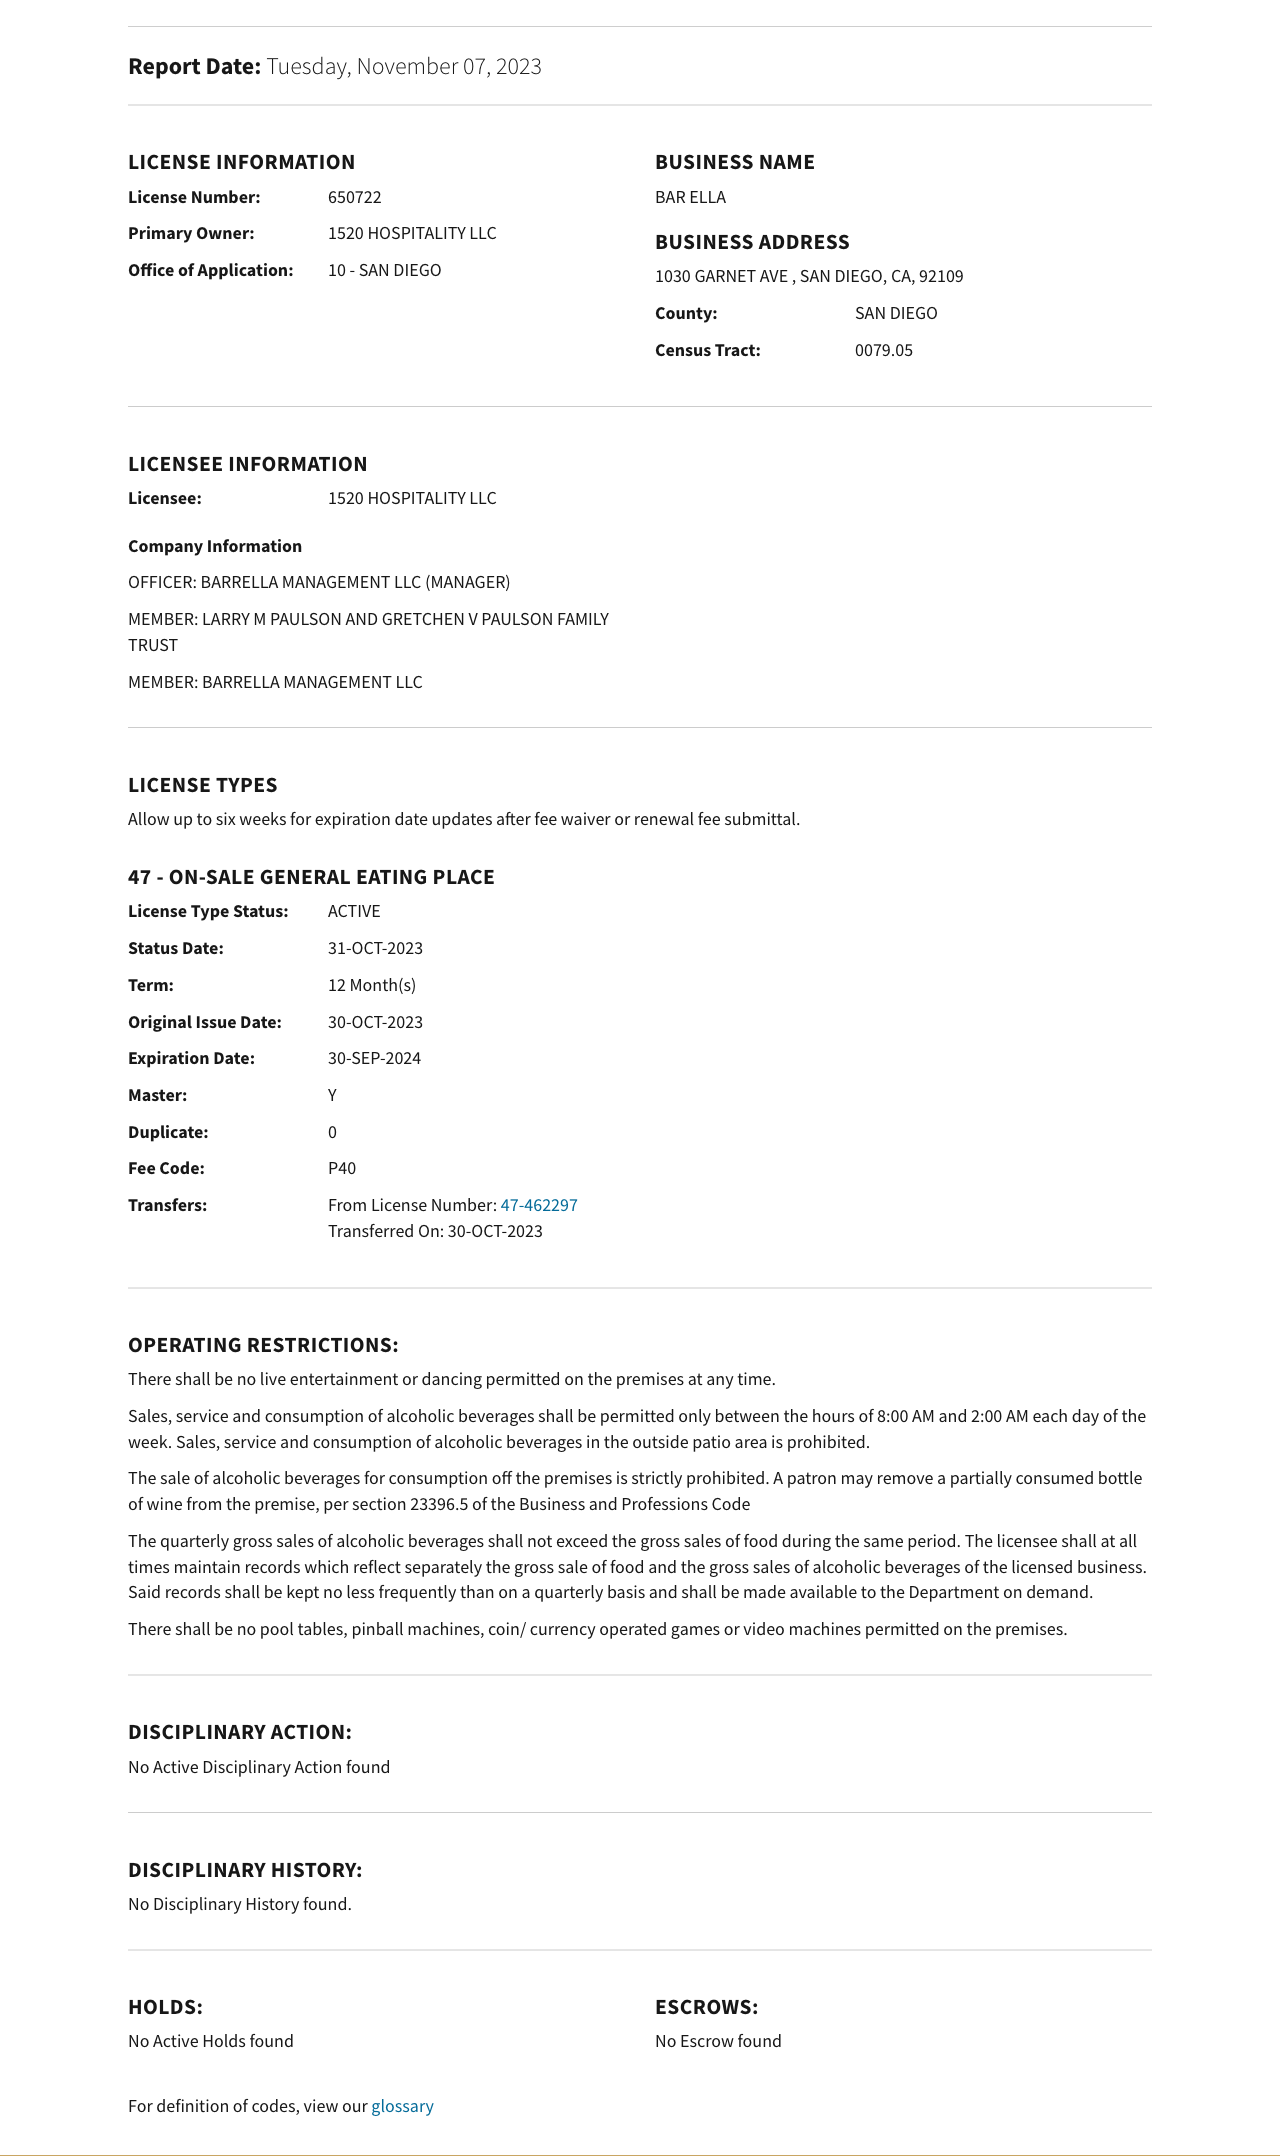 Report Date: Tuesday, November 07, 2023
LICENSE INFORMATION
License Number: 650722
Primary Owner: 1520 HOSPITALITY LLC
Office of Application: 10 - SAN DIEGO
BUSINESS NAME
BAR ELLA
BUSINESS ADDRESS
1030 GARNET AVE , SAN DIEGO, CA, 92109
County: SAN DIEGO
Census Tract: 0079.05
LICENSEE INFORMATION
Licensee: 1520 HOSPITALITY LLC
Company Information
OFFICER: BARRELLA MANAGEMENT LLC (MANAGER)
MEMBER: LARRY M PAULSON AND GRETCHEN V PAULSON FAMILY
TRUST
MEMBER: BARRELLA MANAGEMENT LLC
LICENSE TYPES
Allow up to six weeks for expiration date updates after fee waiver or renewal fee submittal.
47 - ON-SALE GENERAL EATING PLACE
License Type Status: ACTIVE
Status Date: 31-OCT-2023
Term: 12 Month(s)
Original Issue Date: 30-OCT-2023
Expiration Date: 30-SEP-2024
Master: Y
Duplicate: 0
Fee Code: P40
Transfers: From License Number: 47-462297
Transferred On: 30-OCT-2023
OPERATING RESTRICTIONS:
There shall be no live entertainment or dancing permitted on the premises at any time.
Sales, service and consumption of alcoholic beverages shall be permitted only between the hours of 8:00 AM and 2:00 AM each day of the
week. Sales, service and consumption of alcoholic beverages in the outside patio area is prohibited.
The sale of alcoholic beverages for consumption off the premises is strictly prohibited. A patron may remove a partially consumed bottle
of wine from the premise, per section 23396.5 of the Business and Professions Code
The quarterly gross sales of alcoholic beverages shall not exceed the gross sales of food during the same period. The licensee shall at all
times maintain records which reflect separately the gross sale of food and the gross sales of alcoholic beverages of the licensed business.
Said records shall be kept no less frequently than on a quarterly basis and shall be made available to the Department on demand.
There shall be no pool tables, pinball machines, coin/ currency operated games or video machines permitted on the premises.
DISCIPLINARY ACTION:
No Active Disciplinary Action found
DISCIPLINARY HISTORY:
No Disciplinary History found.
HOLDS:
No Active Holds found
ESCROWS:
No Escrow found
For definition of codes, view our glossary